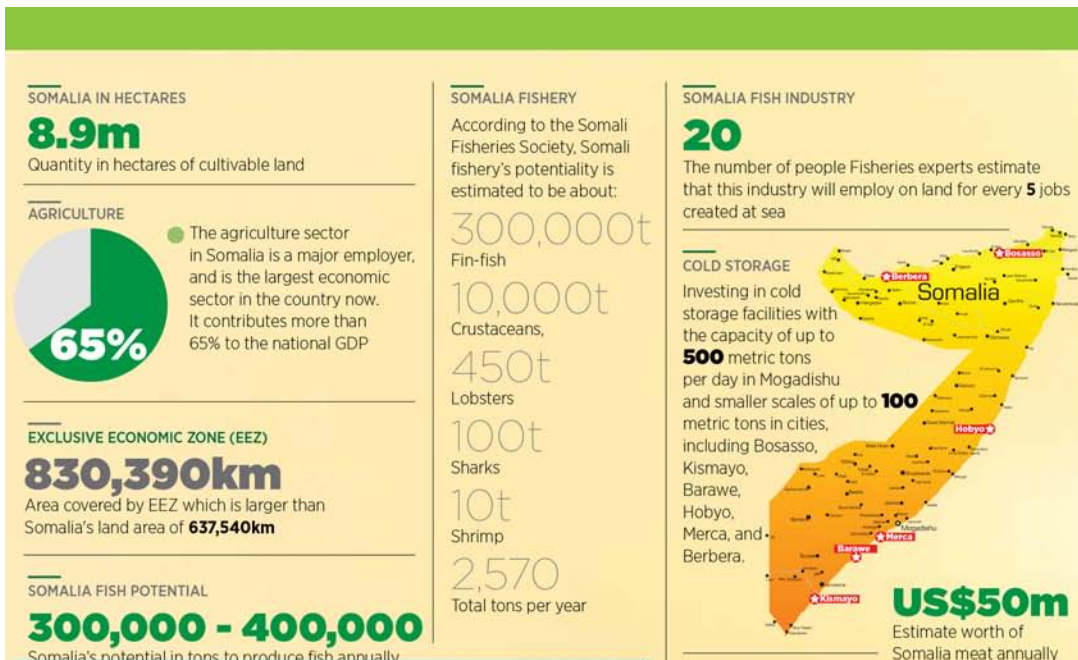 SOMALIA IN HECTARES
8.9m
Quantity in hectares of cultivable land
AGRICULTURE
65%
The agriculture sector
in Somalia is a major employer,
and is the largest economic
sector in the country now.
It contributes more than
65% to the national GDP
EXCLUSIVE ECONOMIC ZONE (EEZ)
830,390km
Area covered by EEZ which is larger than
Somalia's land area of 637,540km
SOMALIA FISH POTENTIAL
300,000 - 400,000
Somalia's potential in tons to produce fish annually
SOMALIA FISHERY
According to the Somali
Fisheries Society, Somali
fishery's potentiality is
estimated to be about:
300,000t
Fin-fish
10,000t
Crustaceans,
450t
Lobsters
100t
Sharks
10t
Shrimp
2,570
Total tons per year
SOMALIA FISH INDUSTRY
20
The number of people Fisheries experts estimate
that this industry will employ on land for every 5 jobs
created at sea
COLD STORAGE
Investing in cold
storage facilities with
the capacity of up to
500 metric tons
per day in Mogadishu
and smaller scales of up to 100
metric tons in cities,
including Bosasso,
Kismayo,
Barawe,
Hobyo,
Merca, and
Berbera.
Bosasso
Berbera
Somalia
Hobyo
Mogadishu
Merca
Barawe
Kismayo
US$50m
Estimate worth of
Somalia meat annually